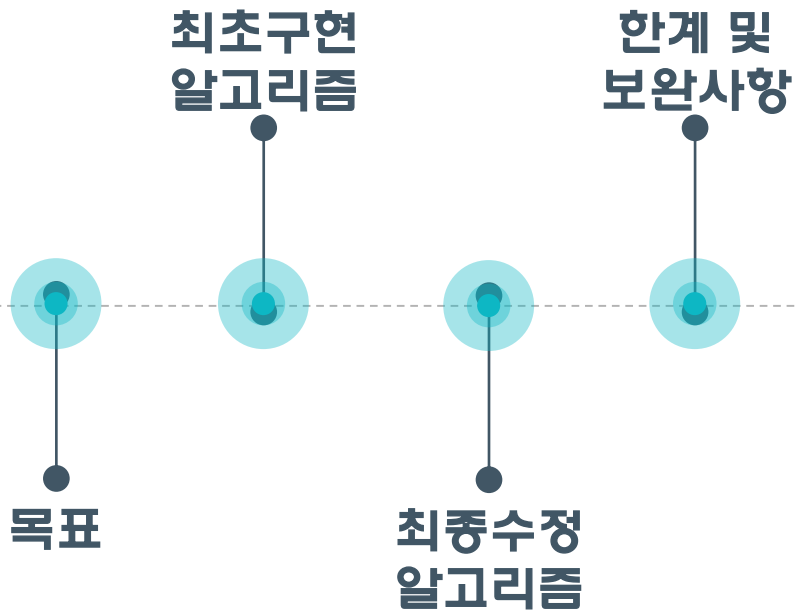 목표
최초구현
알고리즘
최종수정
알고리즘
한계 및
보완사항